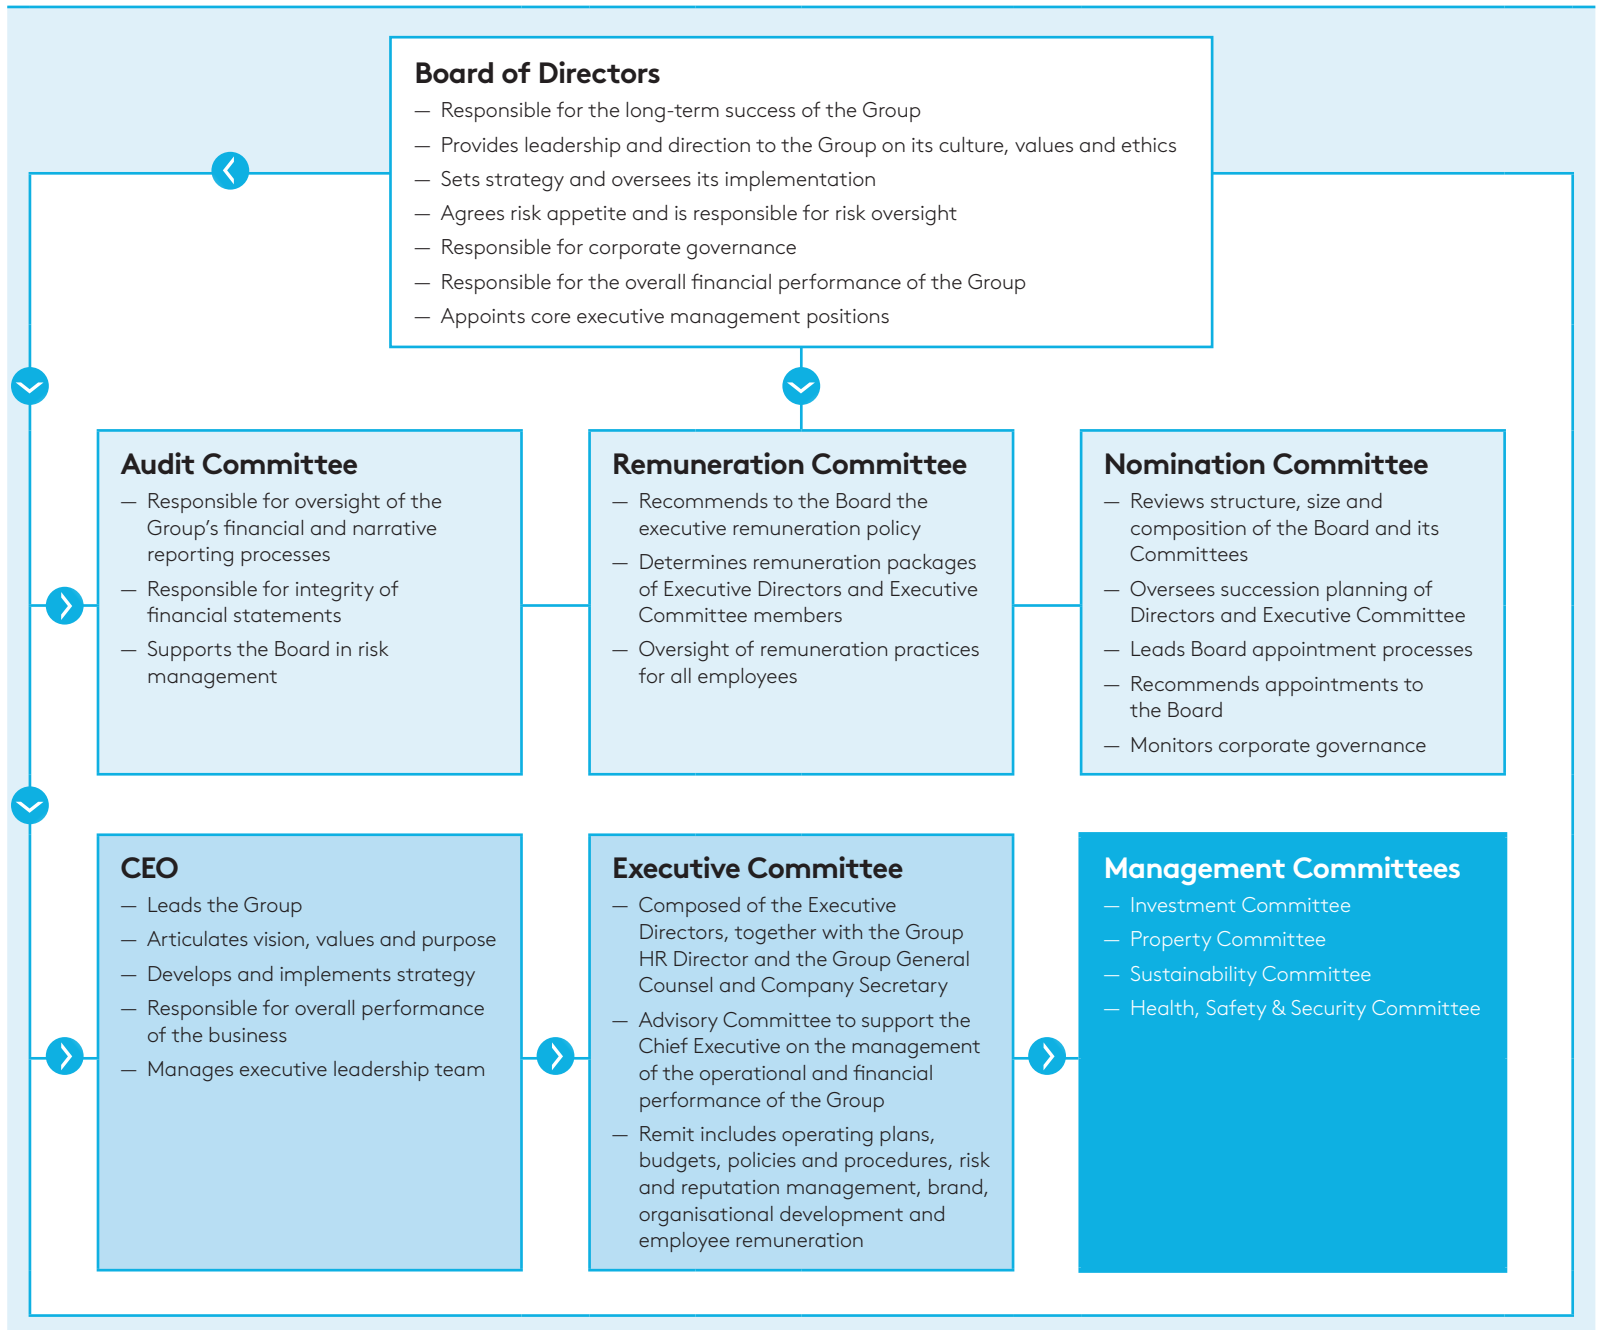 Board of Directors
— Responsible for the long-term success of the Group
— Provides leadership and direction to the Group on its culture, values and ethics
— Sets strategy and oversees its implementation
— Agrees risk appetite and is responsible for risk oversight
— Responsible for corporate governance
— Responsible for the overall financial performance of the Group
— Appoints core executive management positions
Audit Committee
— Responsible for oversight of the
Group’s financial and narrative
reporting processes
— Responsible for integrity of
financial statements
— Supports the Board in risk
management
Remuneration Committee
— Recommends to the Board the
executive remuneration policy
— Determines remuneration packages
of Executive Directors and Executive
Committee members
— Oversight of remuneration practices
for all employees
Nomination Committee
— Reviews structure, size and
composition of the Board and its
Committees
— Oversees succession planning of
Directors and Executive Committee
— Leads Board appointment processes
— Recommends appointments to
the Board
— Monitors corporate governance
CEO
— Leads the Group
— Articulates vision, values and purpose
— Develops and implements strategy
— Responsible for overall performance
of the business
— Manages executive leadership team
Executive Committee
— Composed of the Executive
Directors, together with the Group
HR Director and the Group General
Counsel and Company Secretary
— Advisory Committee to support the
Chief Executive on the management
of the operational and financial
performance of the Group
— Remit includes operating plans,
budgets, policies and procedures, risk
and reputation management, brand,
organisational development and
employee remuneration
Management Committees
— Investment Committee
— Property Committee
— Sustainability Committee
— Health, Safety & Security Committee